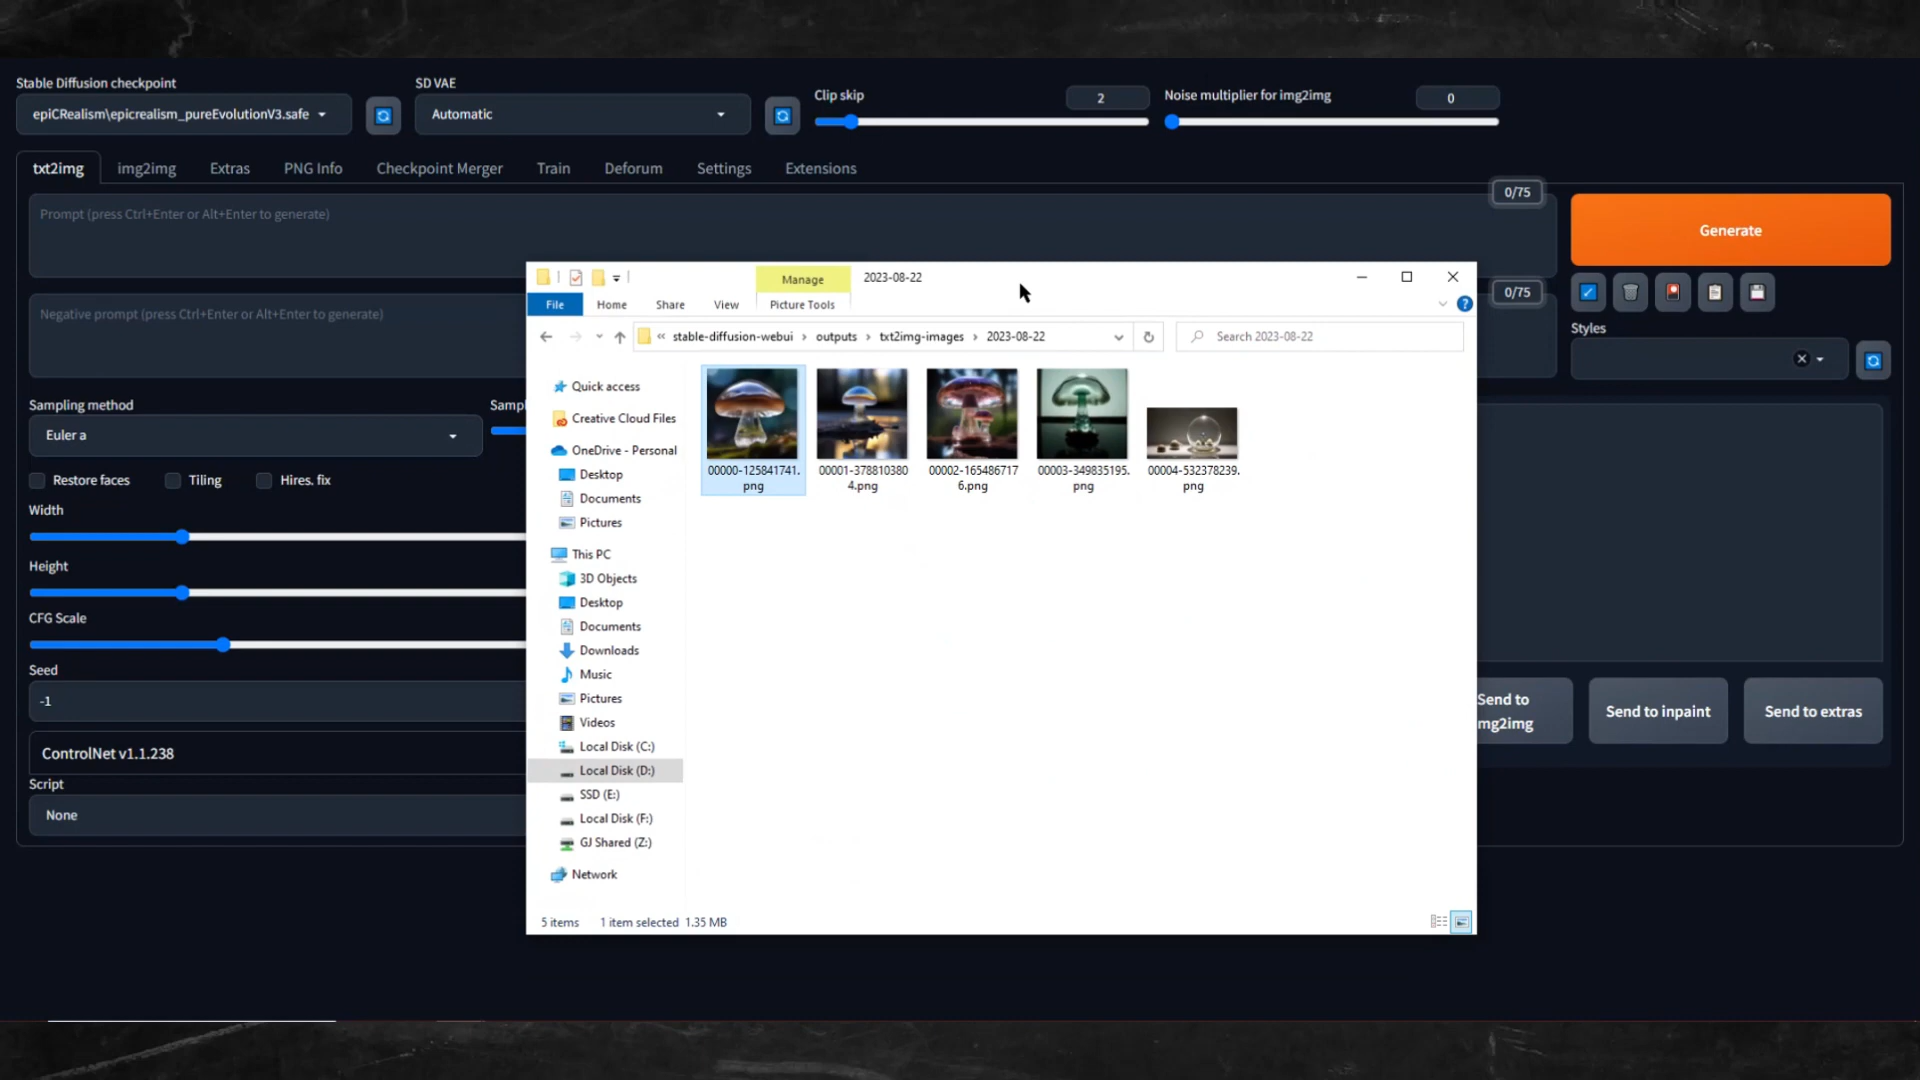 Stable Diffusion checkpoint
epiCRealism\epicrealism_pureEvolutionV3.safe
SD VAE
Automatic
Clip skip
2
Noise multiplier for img2img
0
txt2img
img2img
Extras
PNG Info
Checkpoint Merger
Train
Deforum
Settings
Extensions
Prompt (press Ctrl+Enter or Alt+Enter to generate)
0/75
Negative prompt (press Ctrl+Enter or Alt+Enter to generate)
0/75
Generate
Styles
Sampling method
Euler a
Sampl
Restore faces
Tiling
Hires. fix
Width
Height
CFG Scale
Seed
-1
ControlNet v1.1.238
Script
None
Manage
2023-08-22
File
Home
Share
View
Picture Tools
« stable-diffusion-webui › outputs › txt2img-images › 2023-08-22
Search 2023-08-22
Quick access
Creative Cloud Files
OneDrive - Personal
Desktop
Documents
Pictures
This PC
3D Objects
Desktop
Documents
Downloads
Music
Pictures
Videos
Local Disk (C:)
Local Disk (D:)
SSD (E:)
Local Disk (F:)
GJ Shared (Z:)
Network
00000-125841741.
png
00001-378810380
4.png
00002-165486717
6.png
00003-349835195.
png
00004-532378239.
png
5 items
1 item selected 1.35 MB
Send to
mg2img
Send to inpaint
Send to extras